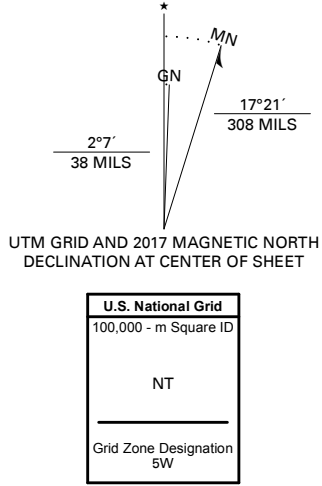 ★
MN
GN
17°21´
308 MILS
2°7´
38 MILS
UTM GRID AND 2017 MAGNETIC NORTH
DECLINATION AT CENTER OF SHEET
U.S. National Grid
100,000 - m Square ID
NT
Grid Zone Designation
5W